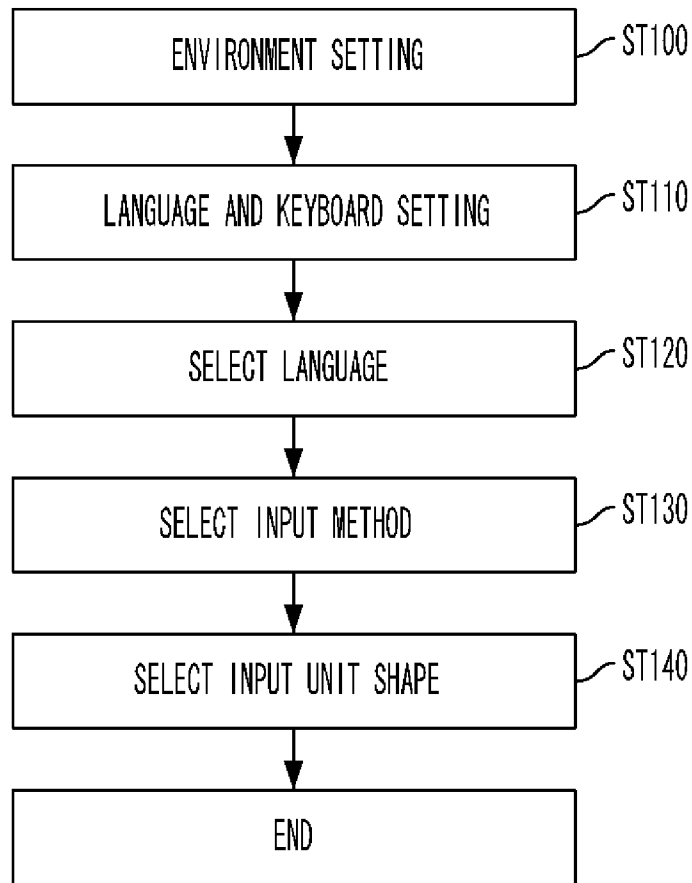 ENVIRONMENT SETTING
ST100
LANGUAGE AND KEYBOARD SETTING
ST110
SELECT LANGUAGE
ST120
SELECT INPUT METHOD
ST130
SELECT INPUT UNIT SHAPE
ST140
END